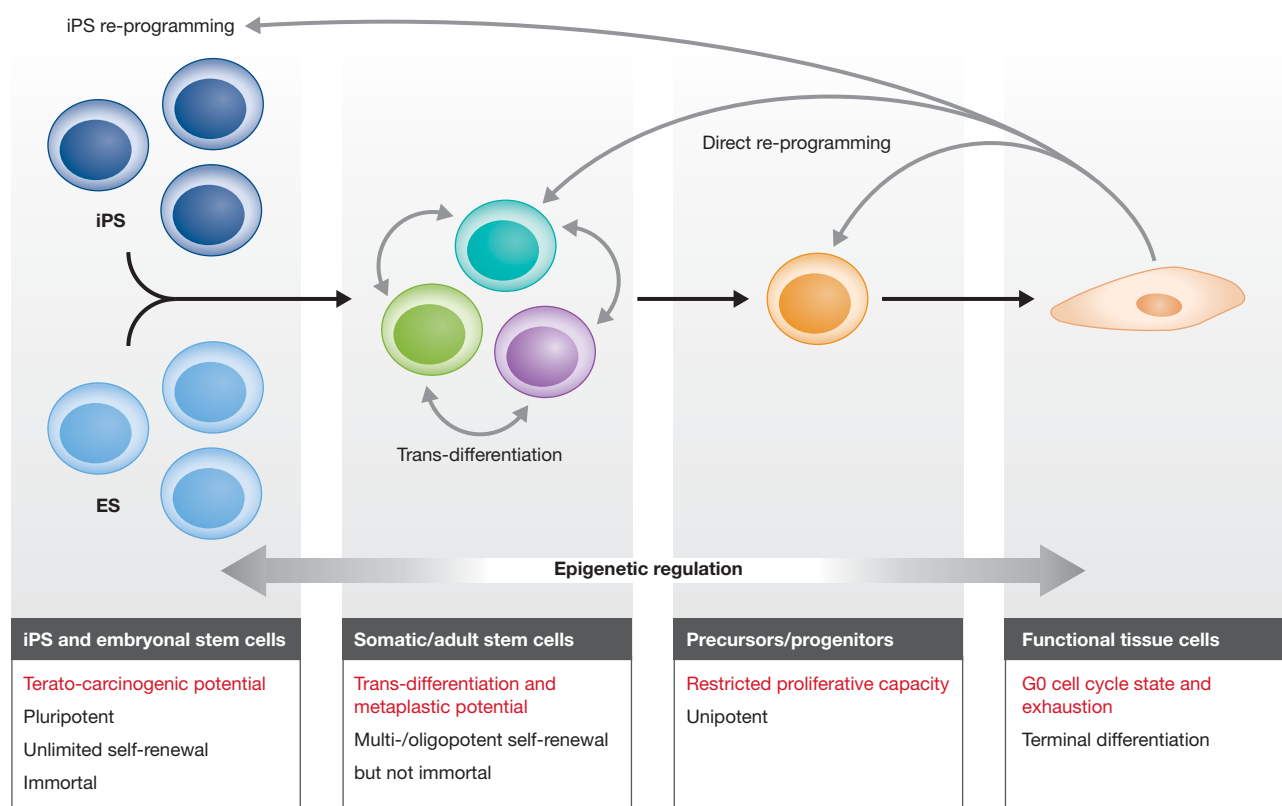 iPS re-programming
Direct re-programming
iPS
Trans-differentiation
ES
Epigenetic regulation
iPS and embryonal stem cells
Terato-carcinogenic potential
Pluripotent
Unlimited self-renewal
Immortal
Somatic/adult stem cells
Trans-differentiation and
metaplastic potential
Multi-/oligopotent self-renewal
but not immortal
Precursors/progenitors
Restricted proliferative capacity
Unipotent
Functional tissue cells
G0 cell cycle state and
exhaustion
Terminal differentiation